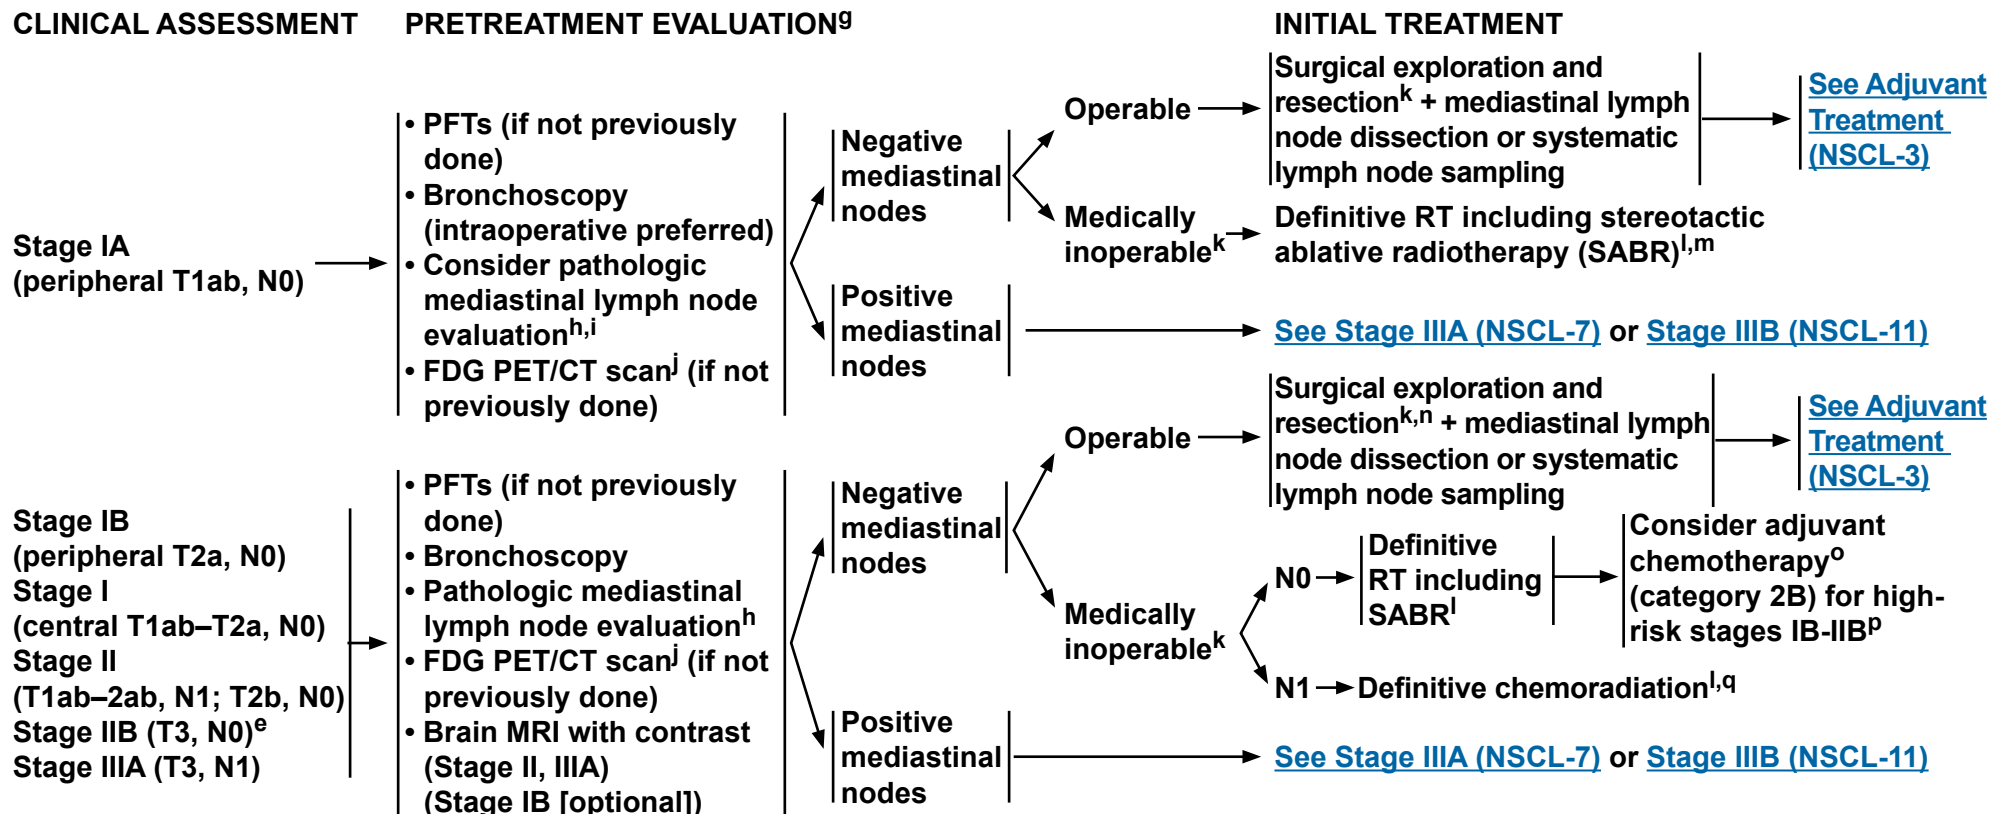 CLINICAL ASSESSMENT
PRETREATMENT EVALUATIONg
INITIAL TREATMENT
Stage IA
(peripheral T1ab, N0)
• PFTs (if not previously
done)
• Bronchoscopy
(intraoperative preferred)
• Consider pathologic
mediastinal lymph node
evaluationh,i
• FDG PET/CT scanj (if not
previously done)
Negative
mediastinal
nodes
Operable
Surgical exploration and
resectionk + mediastinal lymph
node dissection or systematic
lymph node sampling
See Adjuvant
Treatment
(NSCL-3)
Medically
inoperablek
Definitive RT including stereotactic
ablative radiotherapy (SABR)l,m
Positive
mediastinal
nodes
See Stage IIIA (NSCL-7) or Stage IIIB (NSCL-11)
Stage IB
(peripheral T2a, N0)
Stage I
(central T1ab–T2a, N0)
Stage II
(T1ab–2ab, N1; T2b, N0)
Stage IIB (T3, N0)e
Stage IIIA (T3, N1)
• PFTs (if not previously
done)
• Bronchoscopy
• Pathologic mediastinal
lymph node evaluationh
• FDG PET/CT scanj (if not
previously done)
• Brain MRI with contrast
(Stage II, IIIA)
(Stage IB [optional])
Negative
mediastinal
nodes
Operable
Surgical exploration and
resectionk,n + mediastinal lymph
node dissection or systematic
lymph node sampling
See Adjuvant
Treatment
(NSCL-3)
Medically
inoperablek
N0
Definitive
RT including
SABRl
Consider adjuvant
chemotherapyo
(category 2B) for high-
risk stages IB-IIBp
N1
Definitive chemoradiationl,q
Positive
mediastinal
nodes
See Stage IIIA (NSCL-7) or Stage IIIB (NSCL-11)